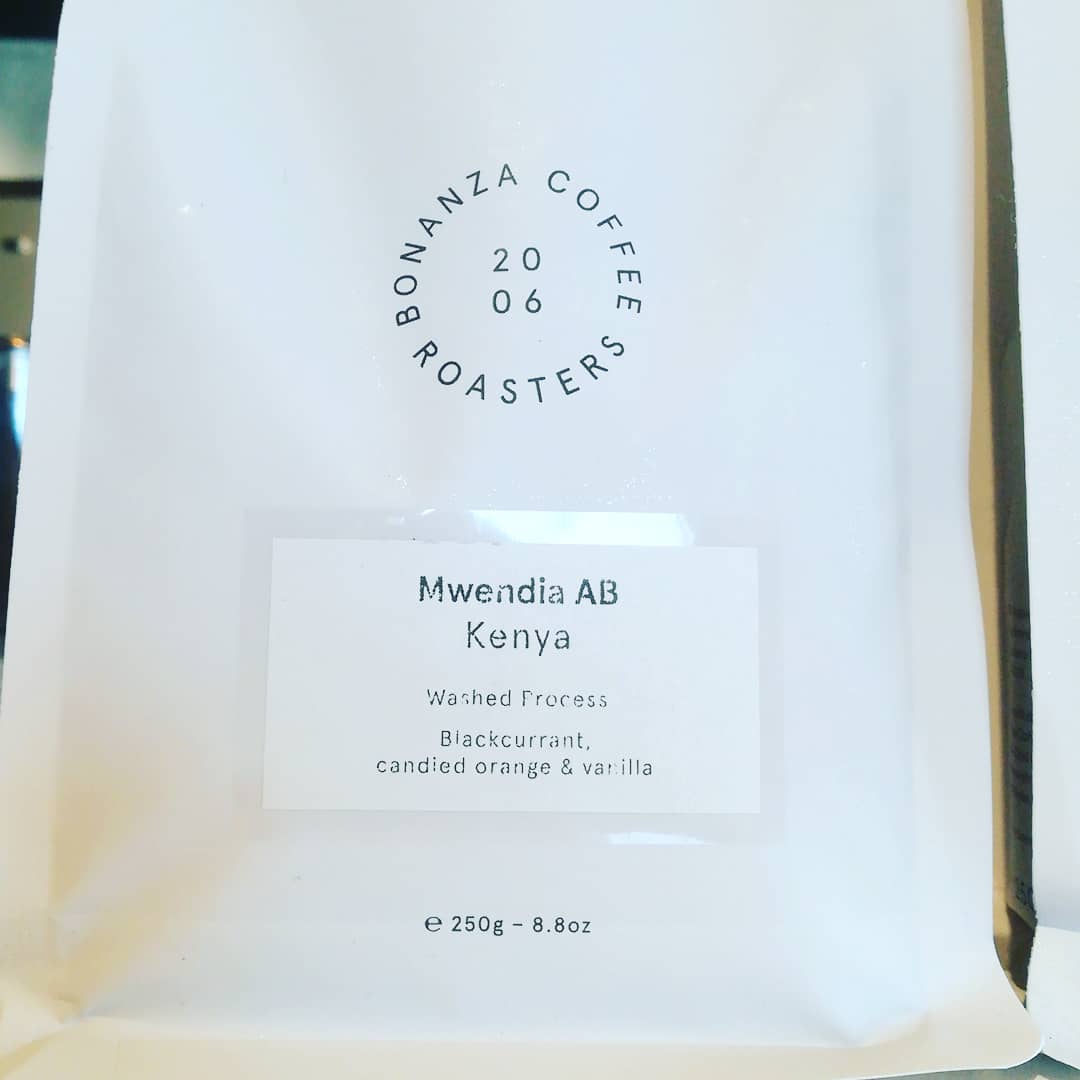 BONANZA COFFEE
ROASTERS
20
06
Mwendia AB
Kenya
Washed Process
Blackcurrant,
candied orange & vanilla
℮ 250g – 8.8oz